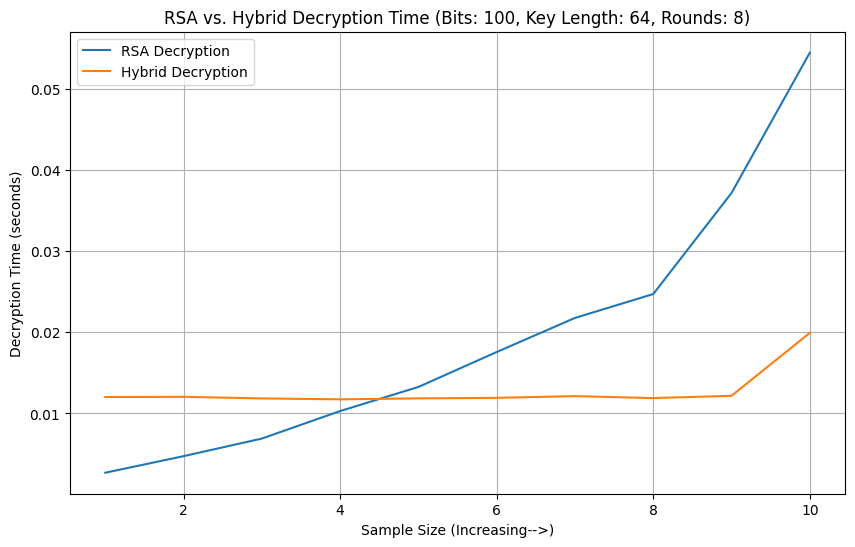 RSA vs. Hybrid Decryption Time (Bits: 100, Key Length: 64, Rounds: 8)
RSA Decryption
Hybrid Decryption
Decryption Time (seconds)
0.05
0.04
0.03
0.02
0.01
2
4
6
8
10
Sample Size (Increasing-->)